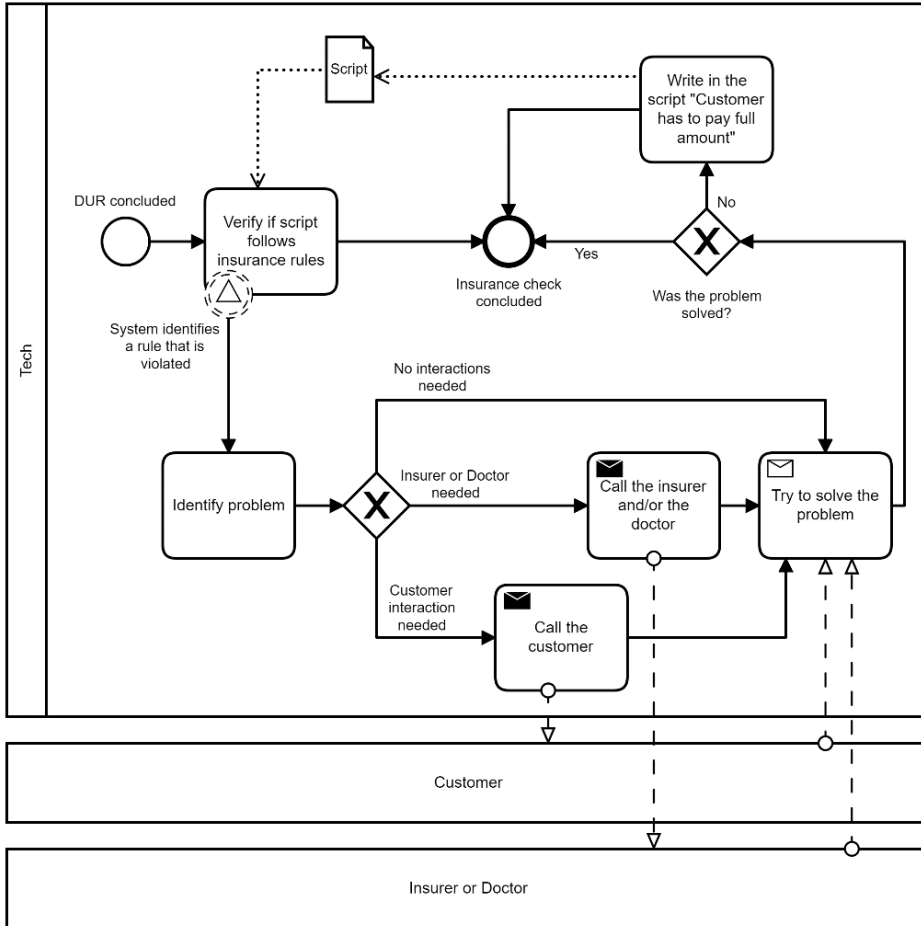 Tech
Script
Write in the
script "Customer
has to pay full
amount"
DUR concluded
Verify if script
follows
insurance rules
No
Yes
Insurance check
concluded
Was the problem
solved?
System identifies
a rule that is
violated
No interactions
needed
Identify problem
Insurer or Doctor
needed
Call the insurer
and/or the
doctor
Try to solve the
problem
Customer
interaction
needed
Call the
customer
Customer
Insurer or Doctor